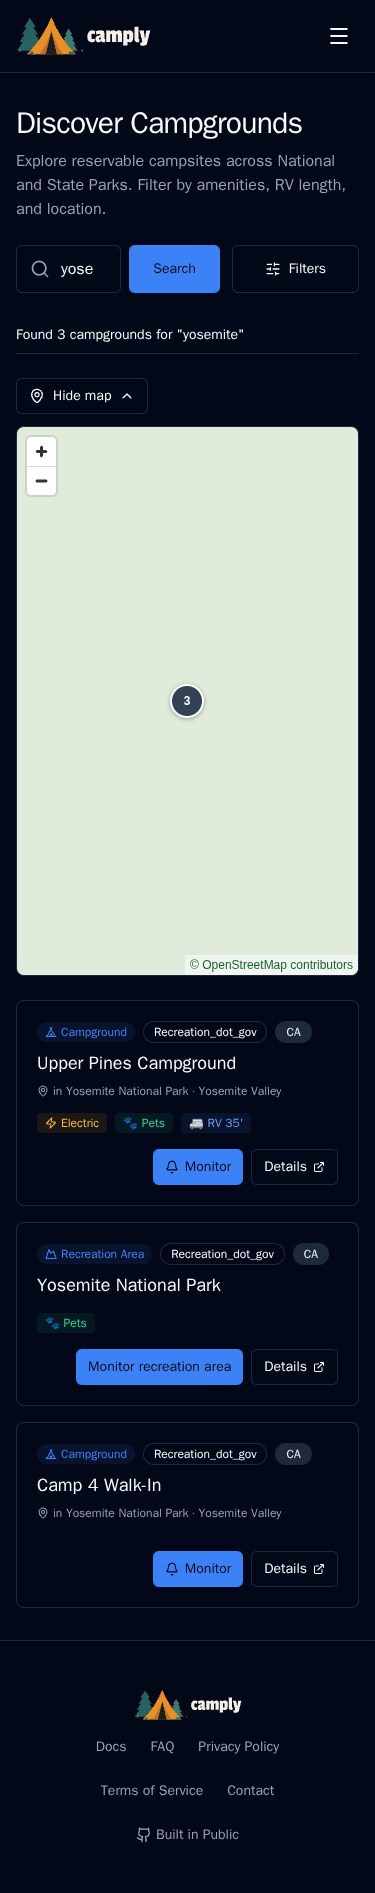 camply
Discover Campgrounds
Explore reservable campsites across National
and State Parks. Filter by amenities, RV length,
and location.
yose
Search
Filters
Found 3 campgrounds for "yosemite"
Hide map
3
© OpenStreetMap contributors
Campground Recreation_dot_gov CA
Upper Pines Campground
in Yosemite National Park · Yosemite Valley
Electric Pets RV 35'
Monitor Details
Recreation Area Recreation_dot_gov CA
Yosemite National Park
Pets
Monitor recreation area Details
Campground Recreation_dot_gov CA
Camp 4 Walk-In
in Yosemite National Park · Yosemite Valley
Monitor Details
camply
Docs FAQ Privacy Policy
Terms of Service Contact
Built in Public